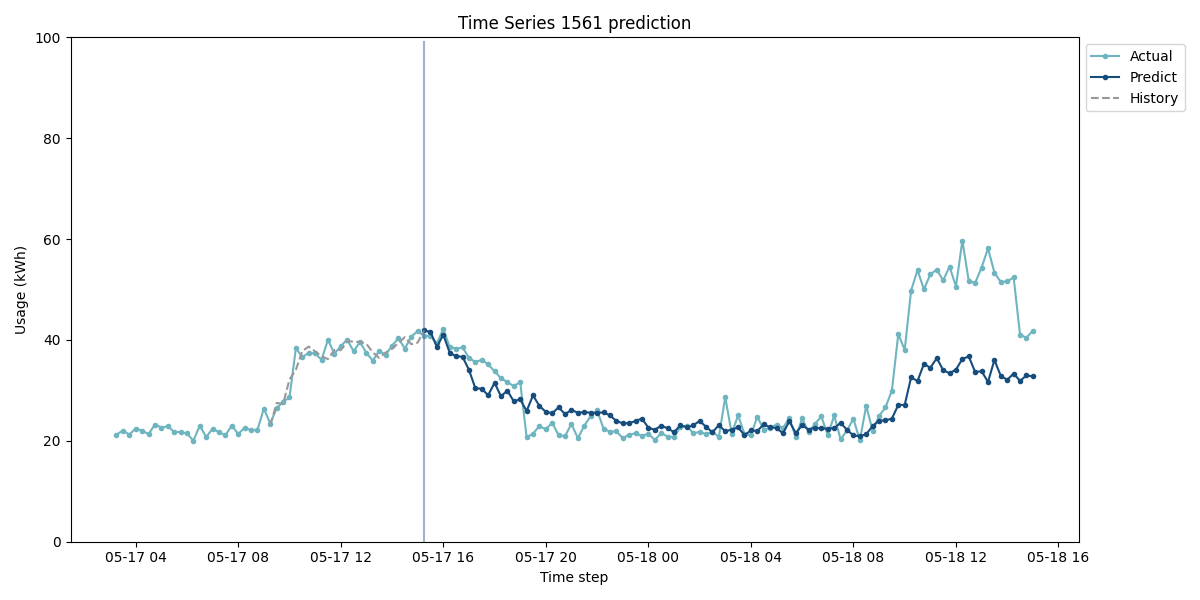 Time Series 1561 prediction
Usage (kWh)
100
80
60
40
20
0
05-17 04
05-17 08
05-17 12
05-17 16
05-17 20
05-18 00
05-18 04
05-18 08
05-18 12
05-18 16
Time step
Actual
Predict
History